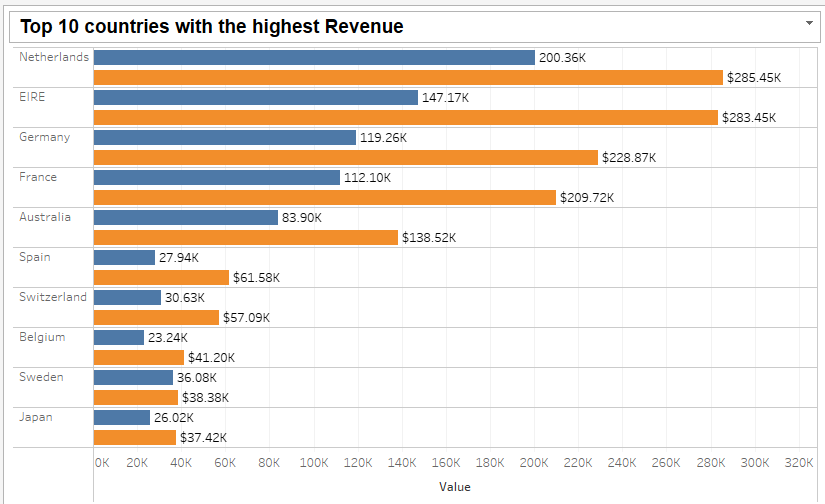 Top 10 countries with the highest Revenue
Netherlands 200.36K
$285.45K
EIRE 147.17K
$283.45K
Germany 119.26K
$228.87K
France 112.10K
$209.72K
Australia 83.90K
$138.52K
Spain 27.94K
$61.58K
Switzerland 30.63K
$57.09K
Belgium 23.24K
$41.20K
Sweden 36.08K
$38.38K
Japan 26.02K
$37.42K
0K 20K 40K 60K 80K 100K 120K 140K 160K 180K 200K 220K 240K 260K 280K 300K 320K
Value